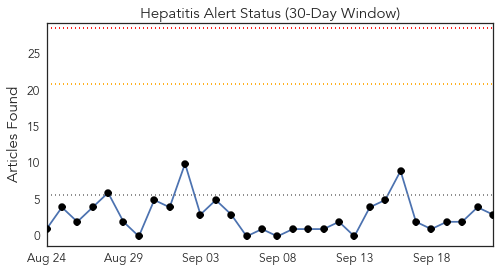 Hepatitis Alert Status (30-Day Window)
Articles Found
25
20
15
10
5
0
Aug 24 Aug 29 Sep 03 Sep 08 Sep 13 Sep 18